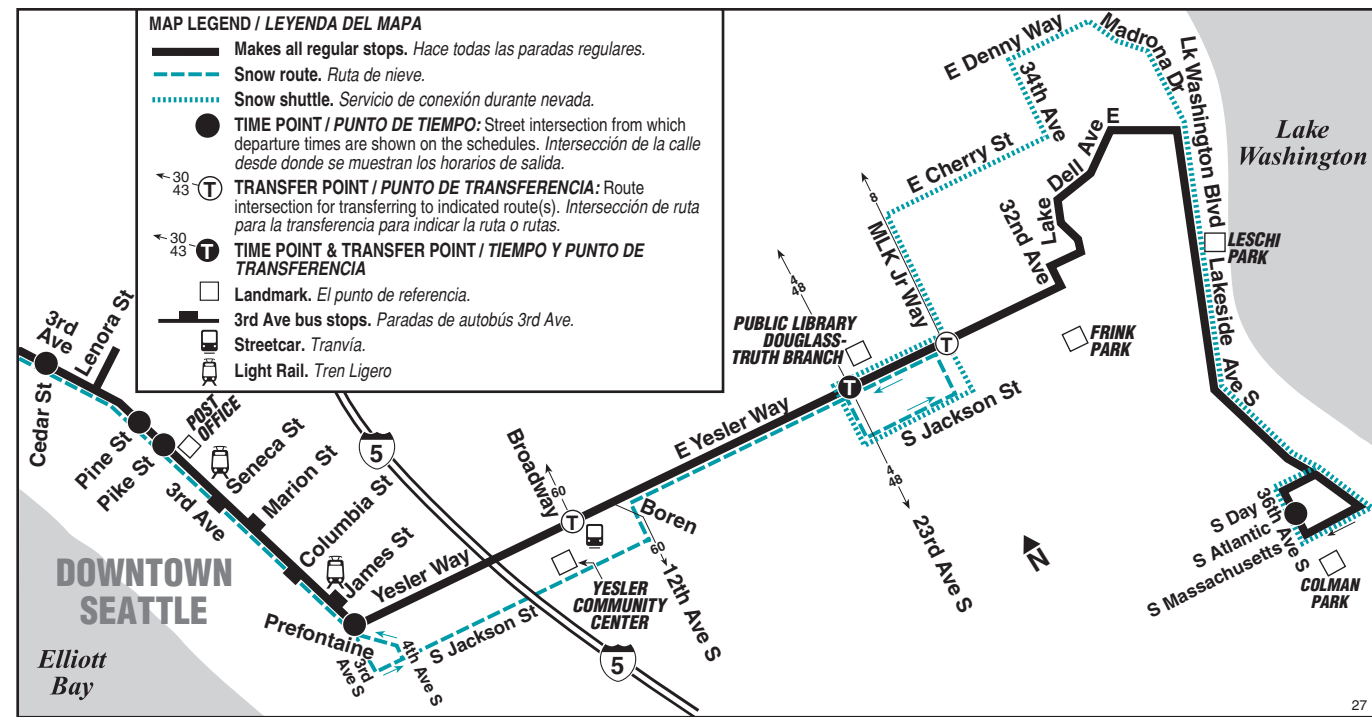 MAP LEGEND / LEYENDA DEL MAPA
Makes all regular stops. Hace todas las paradas regulares.
Snow route. Ruta de nieve.
Snow shuttle. Servicio de conexión durante nevada.
TIME POINT / PUNTO DE TIEMPO: Street intersection from which
departure times are shown on the schedules. Intersección de la calle
desde donde se muestran los horarios de salida.
30
43
T
TRANSFER POINT / PUNTO DE TRANSFERENCIA: Route
intersection for transferring to indicated route(s). Intersección de ruta
para la transferencia para indicar la ruta o rutas.
30
43
T
TIME POINT & TRANSFER POINT / TIEMPO Y PUNTO DE
TRANSFERENCIA
Landmark. El punto de referencia.
3rd Ave bus stops. Paradas de autobús 3rd Ave.
Streetcar. Tranvía.
Light Rail. Tren Ligero
3rd
Ave
Lenora St
Cedar St
Pine St
Pike St
POST
OFFICE
Seneca St
3rd Ave
Marion St
Columbia St
James St
DOWNTOWN
SEATTLE
Elliott
Bay
Prefontaine
3rd
Ave S
4th Ave S
Yesler Way
S Jackson St
5
5
Broadway
60
T
YESLER
COMMUNITY
CENTER
Boren
60
12th Ave S
E Yesler Way
PUBLIC LIBRARY
DOUGLASS-
TRUTH BRANCH
4
48
T
S Jackson St
4
48
23rd Ave S
8
MLK Jr Way
T
E Cherry St
34th Ave
E Denny Way
Madrona Dr
Lk Washington Blvd
Lake Dell Ave E
32nd Ave
Lake
Washington
LESCHI
PARK
Lakeside Ave S
FRINK
PARK
N
S Day
S Atlantic
S Massachusetts
36th Ave S
COLMAN
PARK
27